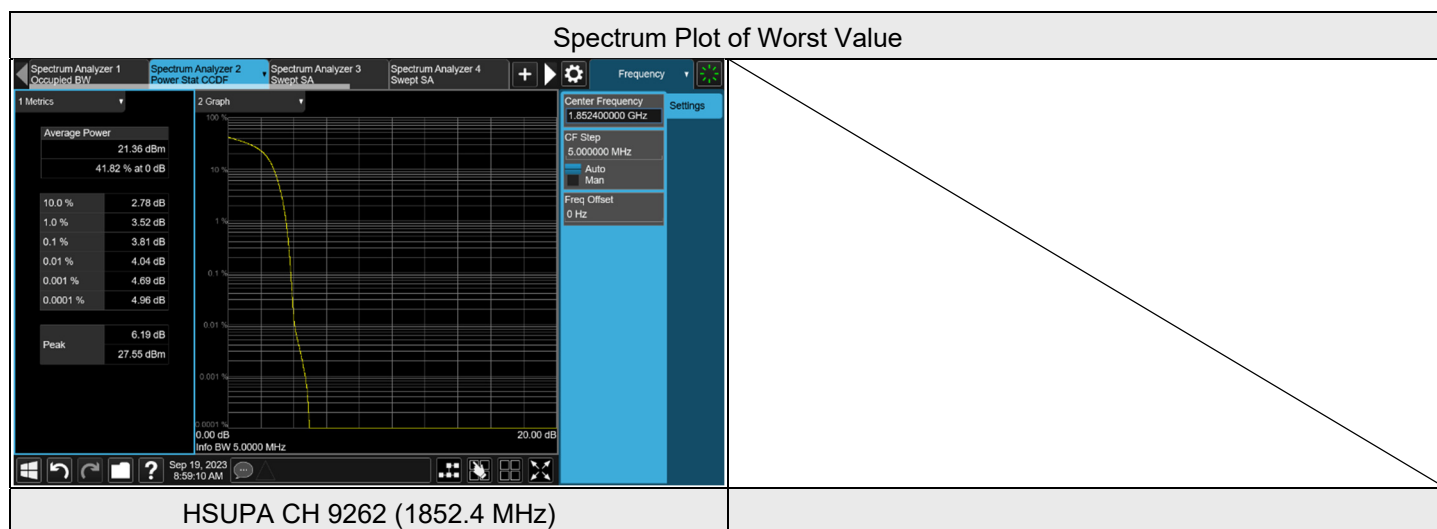 Spectrum Plot of Worst Value
Spectrum Analyzer 1
Occupied BW
Spectrum Analyzer 2
Power Stat CCDF
Spectrum Analyzer 3
Swept SA
Spectrum Analyzer 4
Swept SA
+
Frequency
Settings
1 Metrics
Average Power
21.36 dBm
41.82 % at 0 dB
10.0 % 2.78 dB
1.0 % 3.52 dB
0.1 % 3.81 dB
0.01 % 4.04 dB
0.001 % 4.69 dB
0.0001 % 4.96 dB
Peak
6.19 dB
27.55 dBm
2 Graph
100 %
10 %
1 %
0.1 %
0.01 %
0.001 %
0.0001 %
0.00 dB 20.00 dB
Info BW 5.0000 MHz
Center Frequency
1.852400000 GHz
CF Step
5.000000 MHz
Auto
Man
Freq Offset
0 Hz
?
Sep 19, 2023
8:59:10 AM
HSUPA CH 9262 (1852.4 MHz)